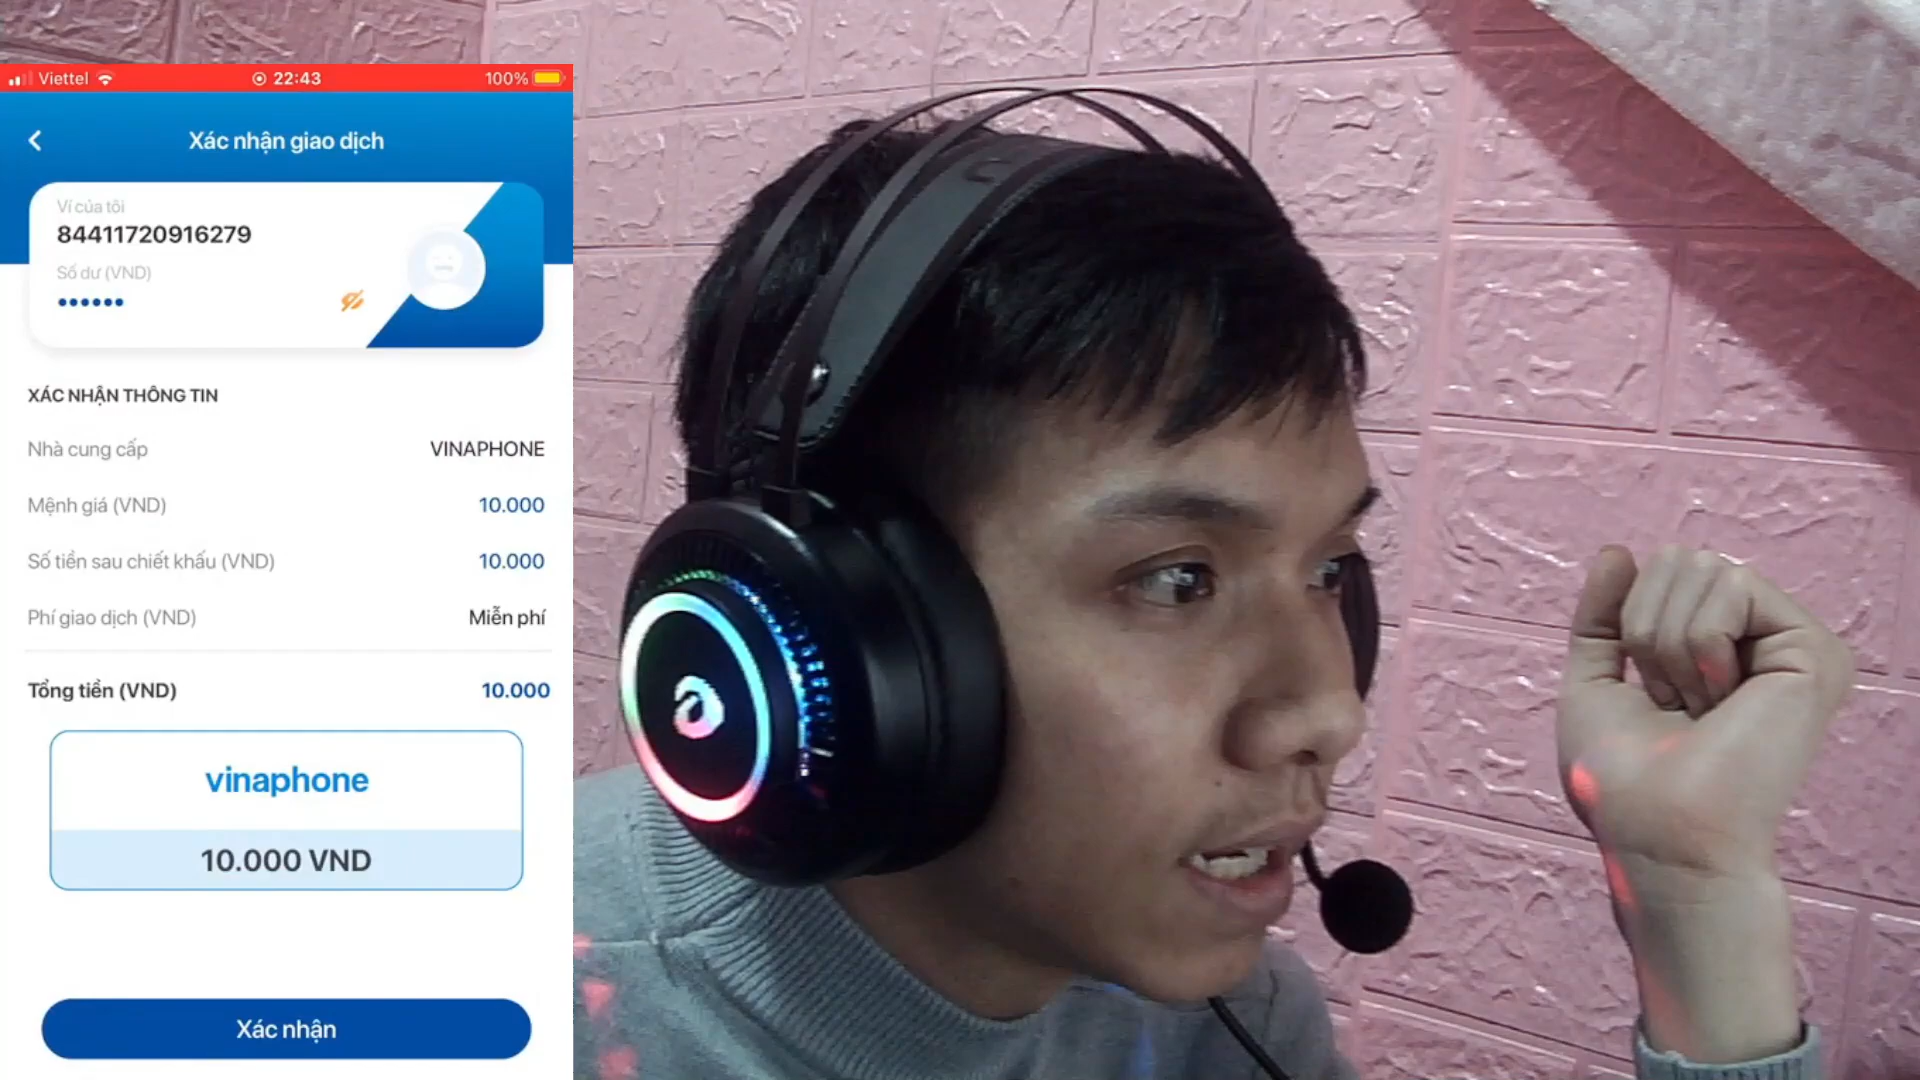 Viettel 22:43 100%
Xác nhận giao dịch
Ví của tôi
84411720916279
Số dư (VND)
XÁC NHẬN THÔNG TIN
Nhà cung cấp VINAPHONE
Mệnh giá (VND) 10.000
Số tiền sau chiết khấu (VND) 10.000
Phí giao dịch (VND) Miễn phí
Tổng tiền (VND) 10.000
vinaphone
10.000 VND
Xác nhận